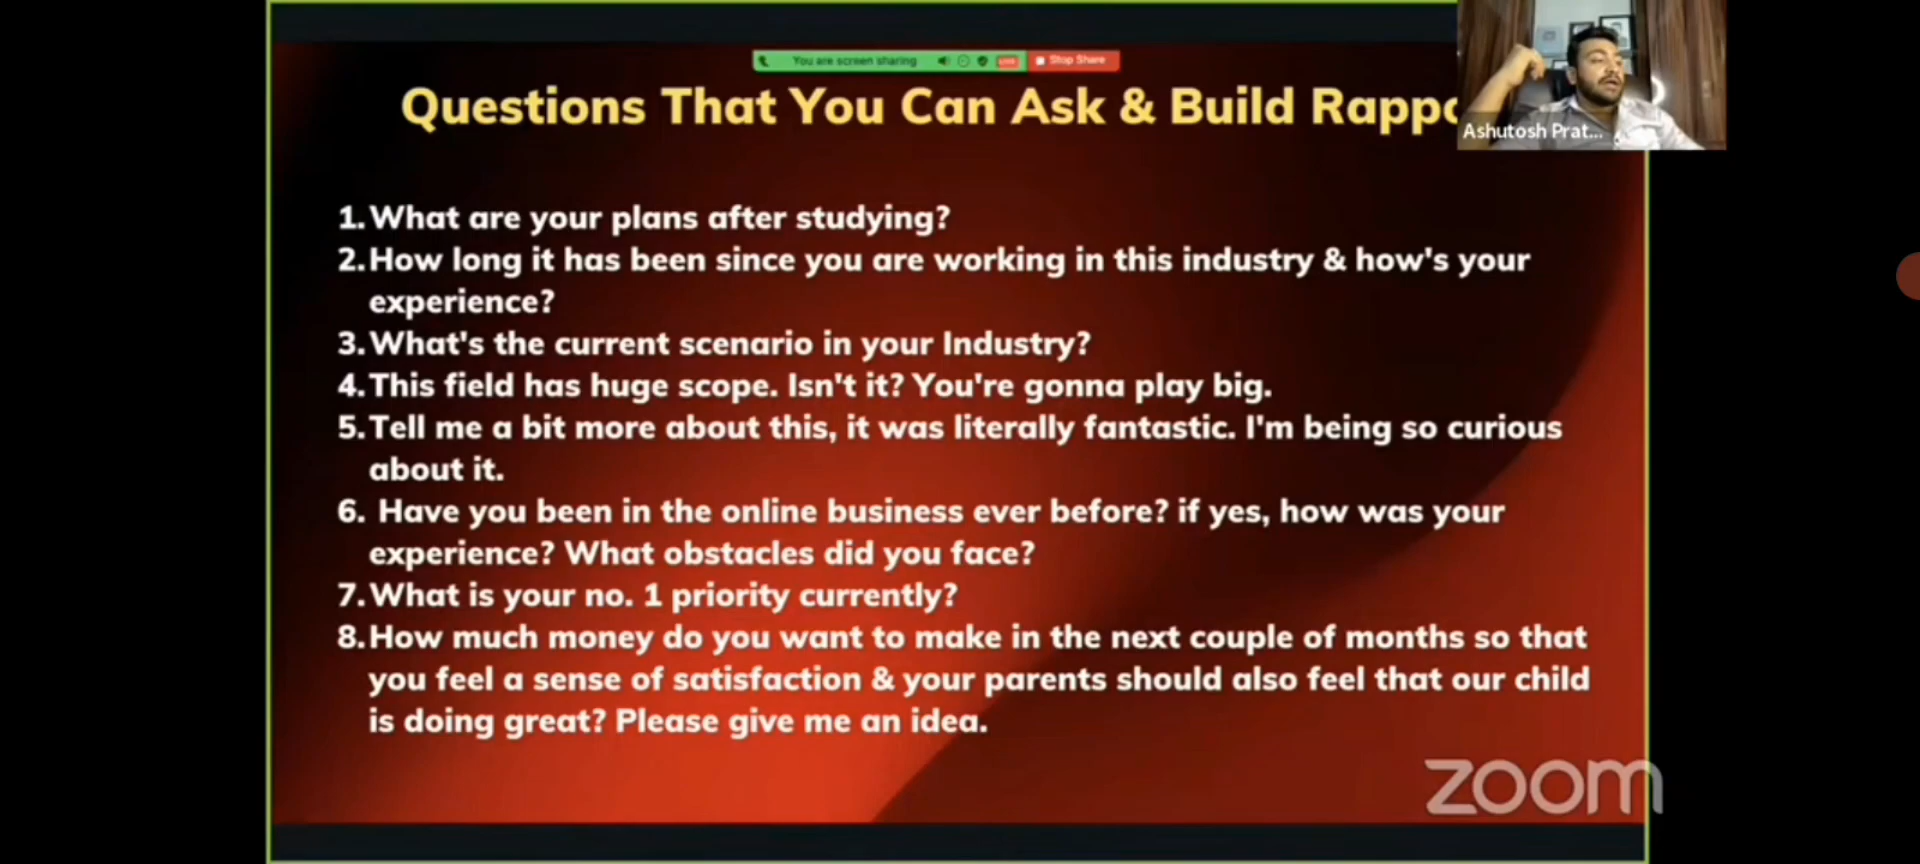 You are screen sharing
LIVE
Stop Share
Questions That You Can Ask & Build Rappo
Ashutosh Prat...
1. What are your plans after studying?
2. How long it has been since you are working in this industry & how's your
experience?
3. What's the current scenario in your Industry?
4. This field has huge scope. Isn't it? You're gonna play big.
5. Tell me a bit more about this, it was literally fantastic. I'm being so curious
about it.
6. Have you been in the online business ever before? if yes, how was your
experience? What obstacles did you face?
7. What is your no. 1 priority currently?
8. How much money do you want to make in the next couple of months so that
you feel a sense of satisfaction & your parents should also feel that our child
is doing great? Please give me an idea.
zoom